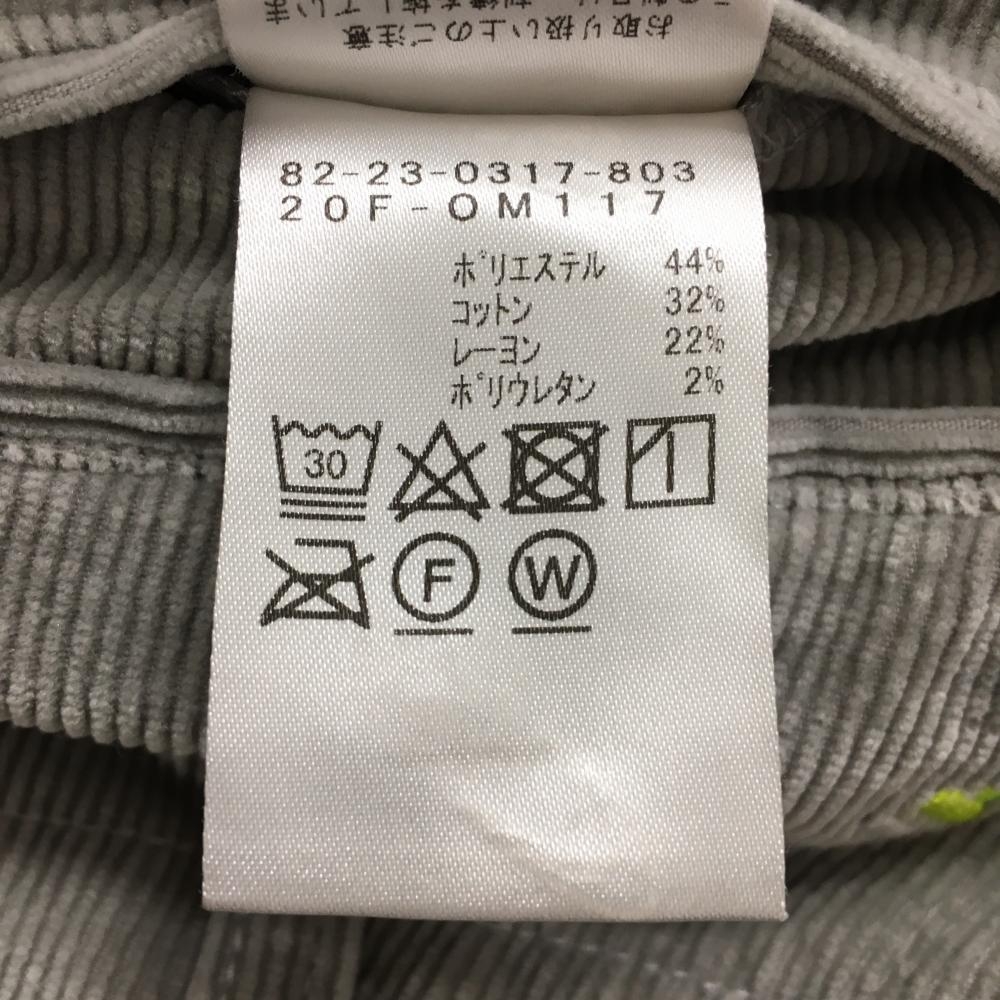 お取り扱い上のご注意
82-23-0317-803
20F-OM117
ポリエステル 44%
コットン 32%
レーヨン 22%
ポリウレタン 2%
30
F
W